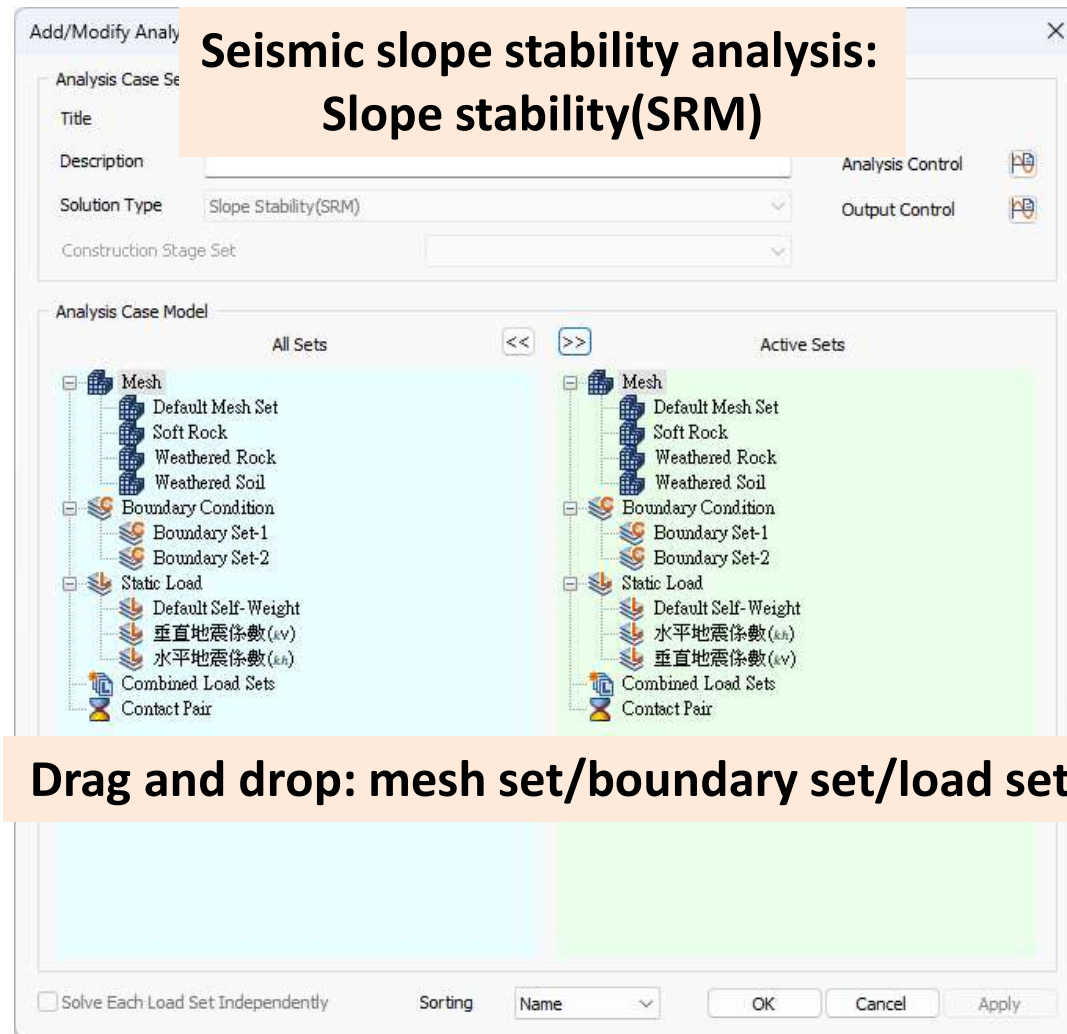 Add/Modify Analy
Seismic slope stability analysis:
Slope stability(SRM)
Analysis Case Se
Title
Description
Analysis Control
Solution Type Slope Stability(SRM)
Output Control
Construction Stage Set
Analysis Case Model
All Sets << >> Active Sets
Mesh
Default Mesh Set
Soft Rock
Weathered Rock
Weathered Soil
Boundary Condition
Boundary Set-1
Boundary Set-2
Static Load
Default Self-Weight
垂直地震係數(kv)
水平地震係數(kh)
Combined Load Sets
Contact Pair
Mesh
Default Mesh Set
Soft Rock
Weathered Rock
Weathered Soil
Boundary Condition
Boundary Set-1
Boundary Set-2
Static Load
Default Self-Weight
水平地震係數(kh)
垂直地震係數(kv)
Combined Load Sets
Contact Pair
Drag and drop: mesh set/boundary set/load set
Solve Each Load Set Independently Sorting Name OK Cancel Apply